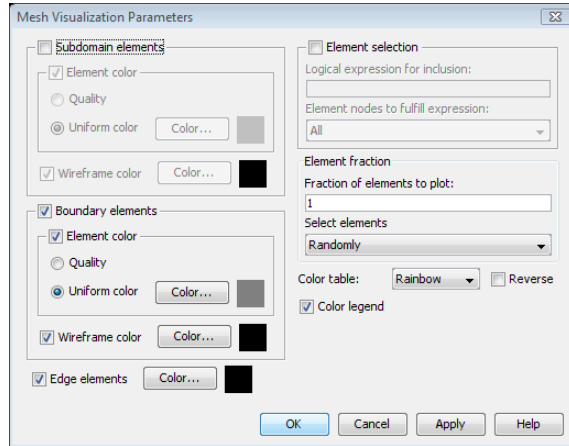 Mesh Visualization Parameters
Subdomain elements
Element color
Quality
Uniform color
Color...
Wireframe color
Color...
Boundary elements
Element color
Quality
Uniform color
Color...
Wireframe color
Color...
Edge elements
Color...
Element selection
Logical expression for inclusion:
Element nodes to fulfill expression:
All
Element fraction
Fraction of elements to plot:
1
Select elements
Randomly
Color table:
Rainbow
Reverse
Color legend
OK
Cancel
Apply
Help